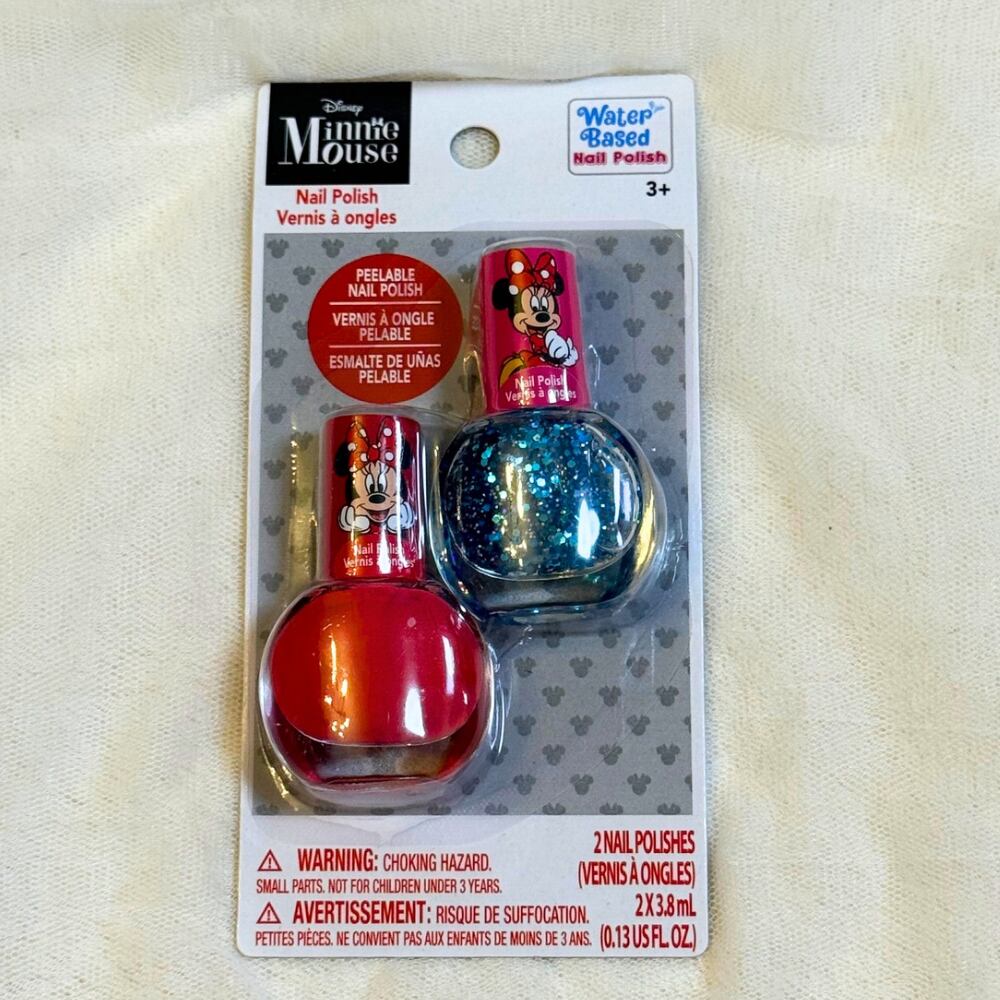 Disney
Minnie
Mouse
Nail Polish
Vernis à ongles
Water
Based
Nail Polish
3+
PEELABLE
NAIL POLISH
VERNIS À ONGLE
PELABLE
ESMALTE DE UÑAS
PELABLE
Nail Polish
Vernis à ongles
Nail Polish
Vernis à ongles
WARNING: CHOKING HAZARD.
SMALL PARTS. NOT FOR CHILDREN UNDER 3 YEARS.
AVERTISSEMENT: RISQUE DE SUFFOCATION.
PETITES PIÈCES. NE CONVIENT PAS AUX ENFANTS DE MOINS DE 3 ANS.
2 NAIL POLISHES
(VERNIS À ONGLES)
2 X 3.8 mL
(0.13 US FL. OZ.)